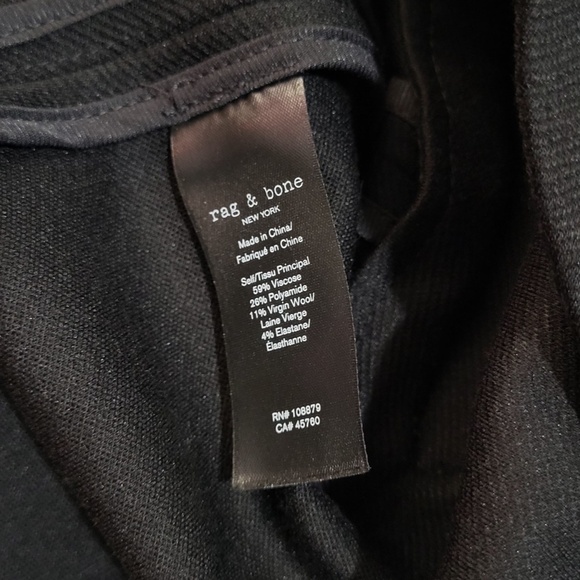 rag & bone
NEW YORK
Made in China/
Fabriqué en Chine
Self/Tissu Principal
59% Viscose
26% Polyamide
11% Virgin Wool/
Laine Vierge
4% Elastane/
Élasthanne
RN# 108879
CA# 45760